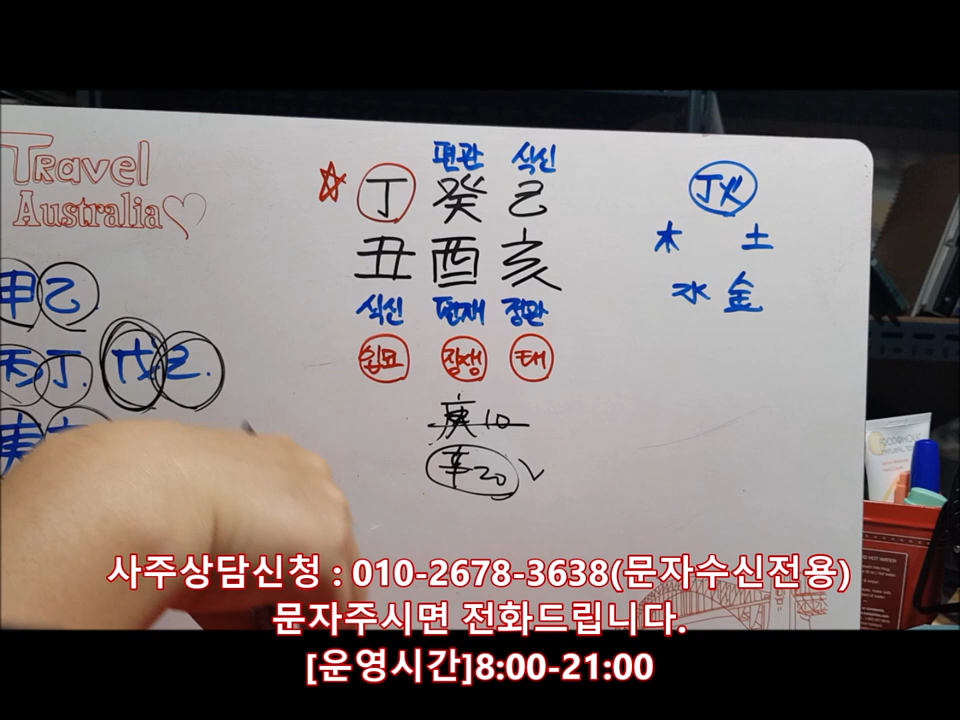 Travel
Australia
편관 식신
丁 癸 己
丑 酉 亥
식신 편재 정관
입묘 장생 태
庚10
辛20
丁火
木 土
水 金
甲 乙
丙 丁. 戊 己.
庚
사주상담신청 : 010-2678-3638(문자수신전용)
문자주시면 전화드립니다.
[운영시간]8:00-21:00